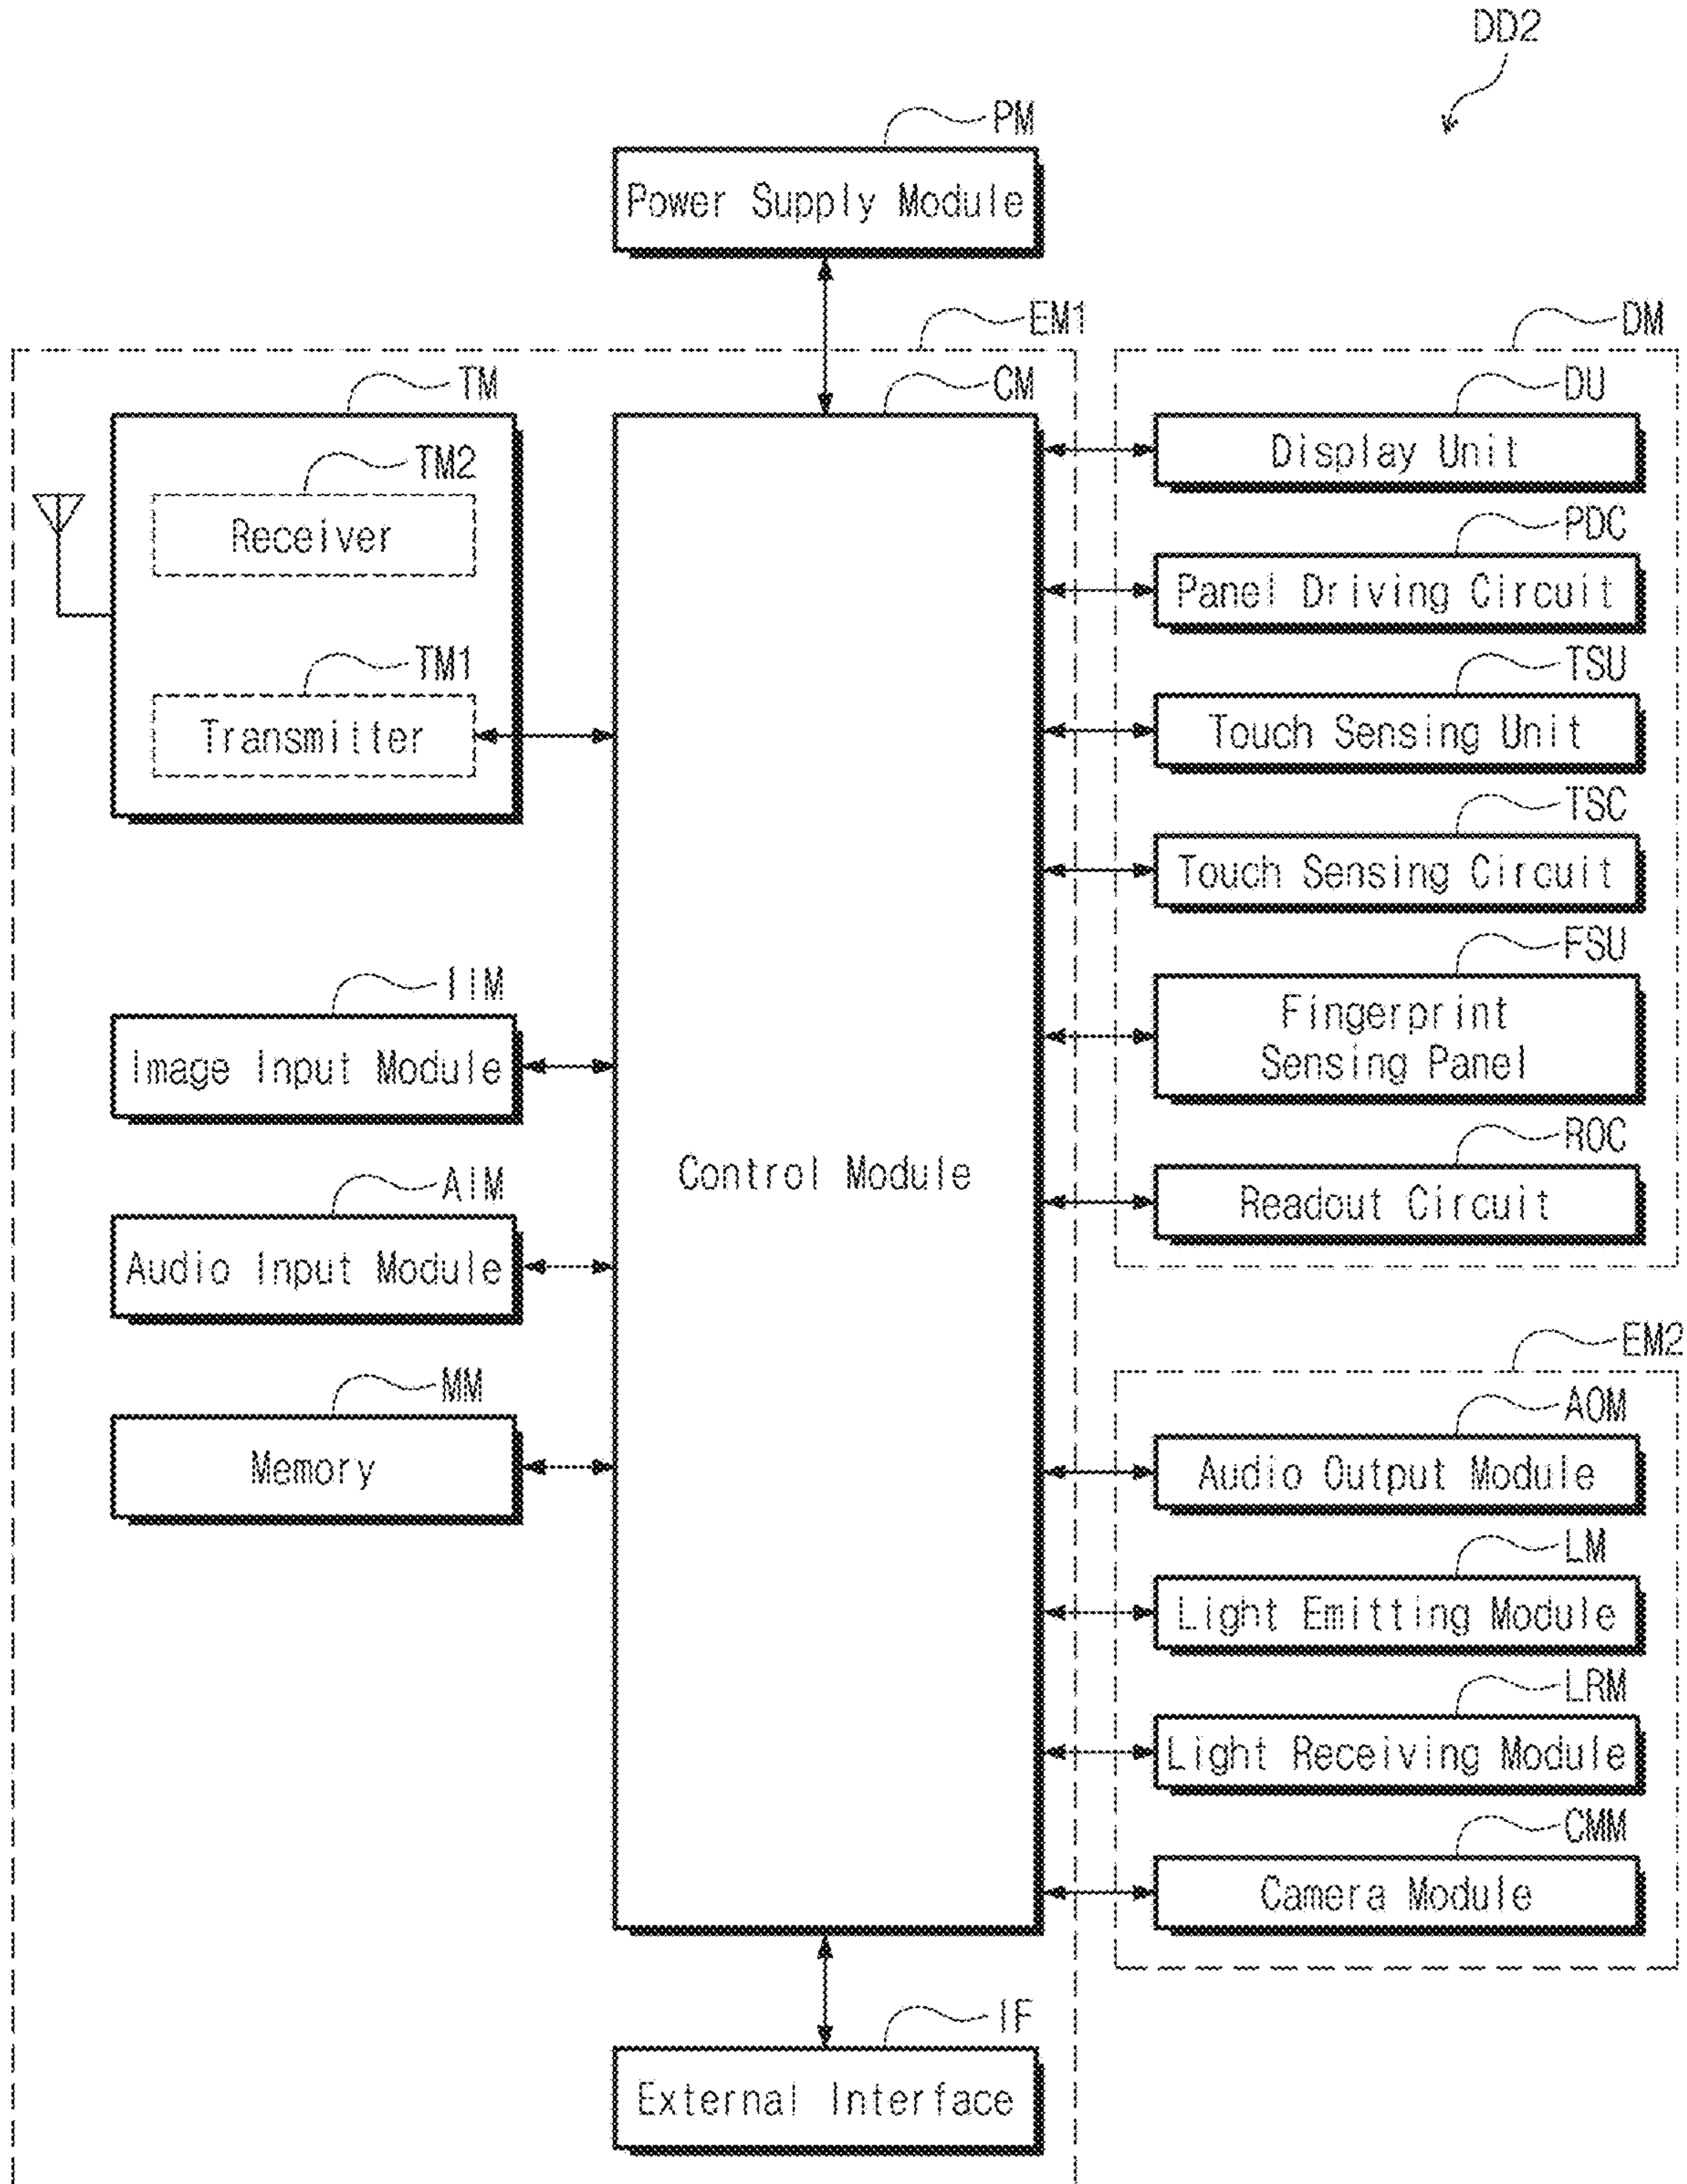 DD2
PM
Power Supply Module
EM1
TM
TM2
Receiver
TM1
Transmitter
IIM
Image Input Module
AIM
Audio Input Module
MM
Memory
CM
Control Module
IF
External Interface
DM
DU
Display Unit
PDC
Panel Driving Circuit
TSU
Touch Sensing Unit
TSC
Touch Sensing Circuit
FSU
Fingerprint
Sensing Panel
ROC
Readout Circuit
EM2
AOM
Audio Output Module
LM
Light Emitting Module
LRM
Light Receiving Module
CMM
Camera Module